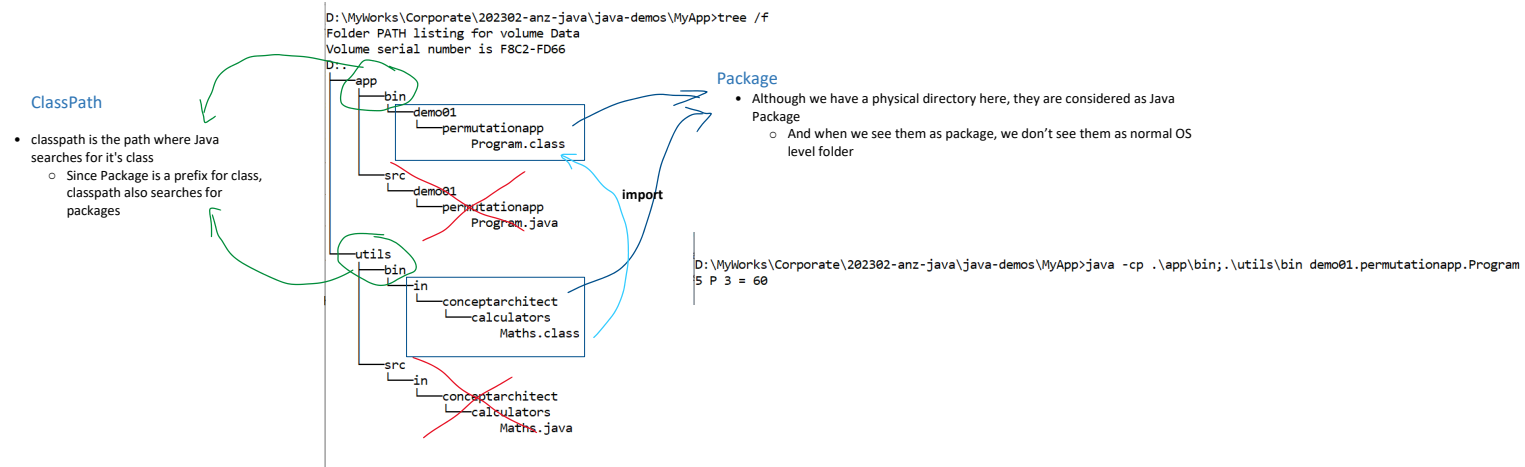 ClassPath
• classpath is the path where Java
searches for it's class
○ Since Package is a prefix for class,
classpath also searches for
packages
D:\MyWorks\Corporate\202302-anz-java\java-demos\MyApp>tree /f
Folder PATH listing for volume Data
Volume serial number is F8C2-FD66
D:.
├───app
│   ├───bin
│   │   └───demo01
│   │       └───permutationapp
│   │               Program.class
│   └───src
│       └───demo01
│           └───permutationapp
│                   Program.java
└───utils
    ├───bin
    │   └───in
    │       └───conceptarchitect
    │           └───calculators
    │                   Maths.class
    └───src
        └───in
            └───conceptarchitect
                └───calculators
                        Maths.java
import
Package
• Although we have a physical directory here, they are considered as Java
Package
○ And when we see them as package, we don't see them as normal OS
level folder
D:\MyWorks\Corporate\202302-anz-java\java-demos\MyApp>java -cp .\app\bin;.\utils\bin demo01.permutationapp.Program
5 P 3 = 60